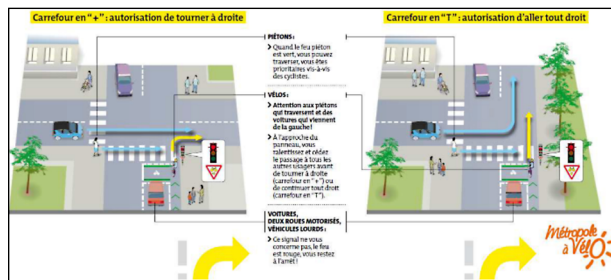 Carrefour en "+" : autorisation de tourner à droite
Carrefour en "T" : autorisation d'aller tout droit
PIÉTONS :
> Quand le feu piéton
est vert, vous pouvez
traverser, vous êtes
prioritaires vis-à-vis
des cyclistes.
VÉLOS :
> Attention aux piétons
qui traversent et des
voitures qui viennent
de la gauche !
> À l'approche du
panneau, vous
ralentissez et cédez
le passage à tous les
autres usagers avant
de tourner à droite
(carrefour en "+") ou
de continuer tout droit
(carrefour en "T").
VOITURES,
DEUX ROUES MOTORISÉS,
VÉHICULES LOURDS :
> Ce signal ne vous
concerne pas, le feu
est rouge, vous restez
à l'arrêt !
Métropole
à Vélo